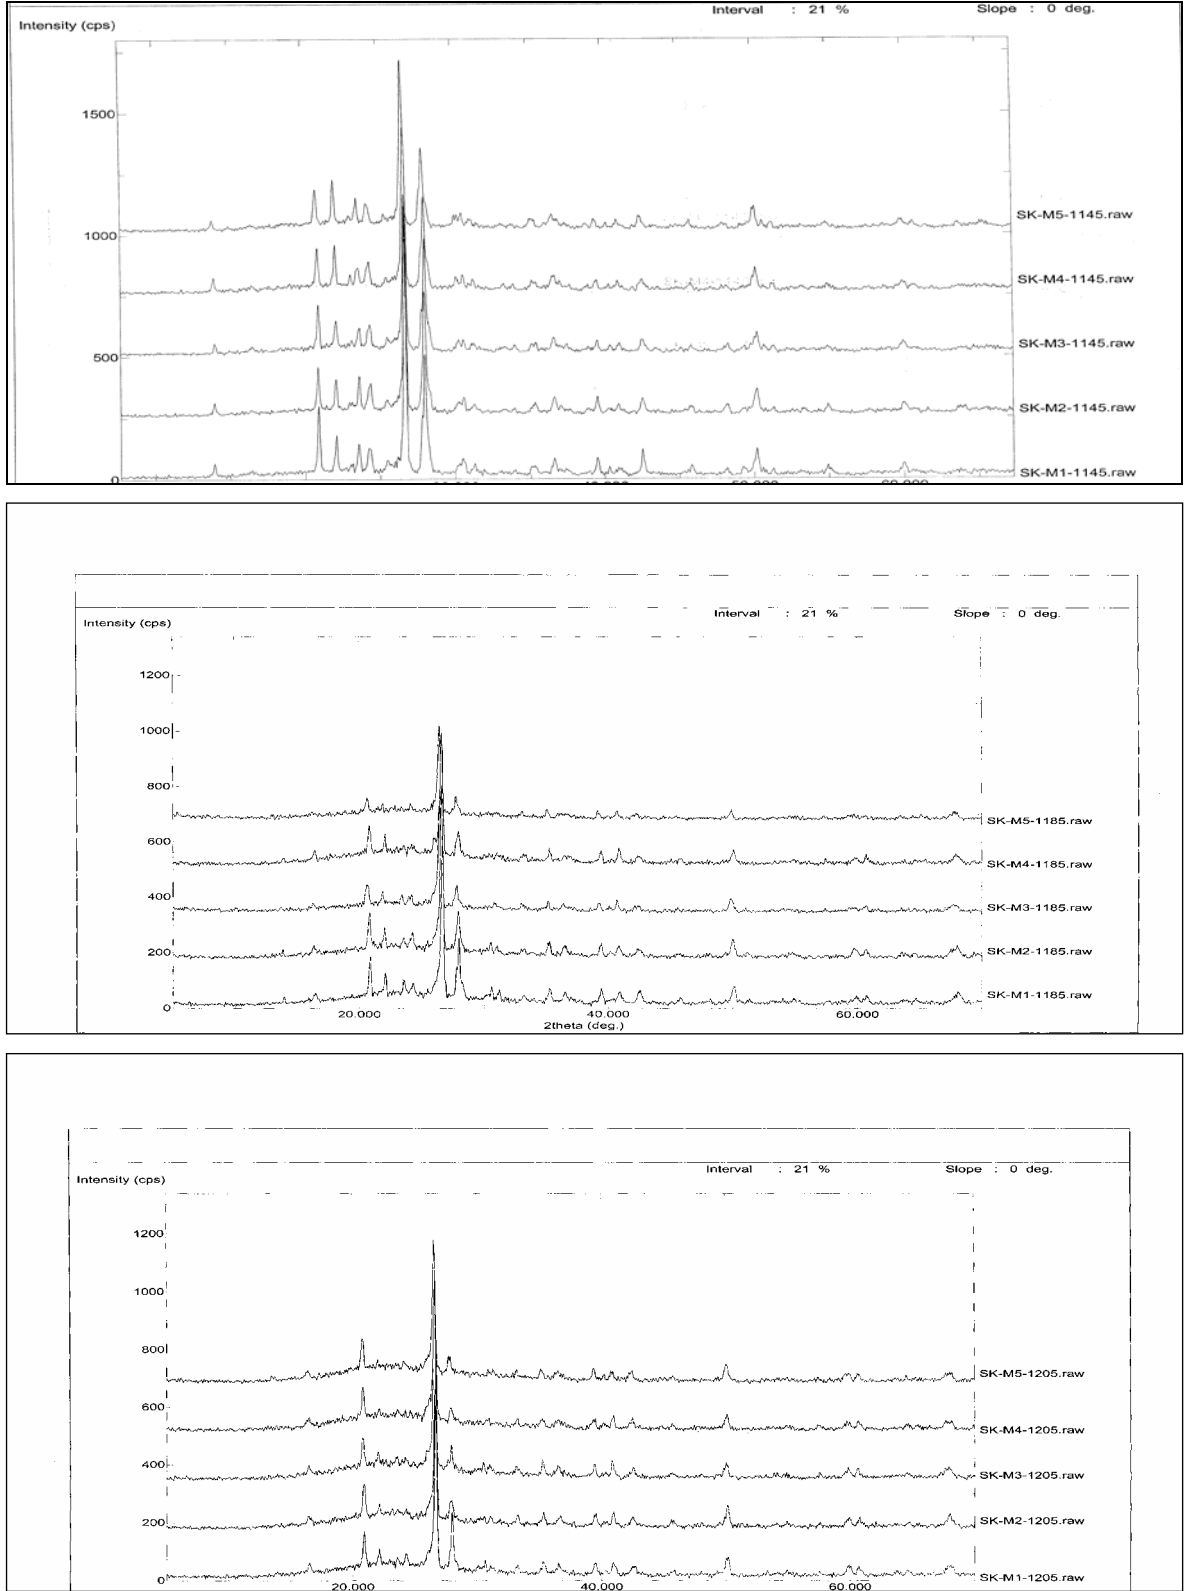 Interval : 21 % Slope : 0 deg.
Intensity (cps)
1500
1000
500
0
SK-M5-1145.raw
SK-M4-1145.raw
SK-M3-1145.raw
SK-M2-1145.raw
SK-M1-1145.raw
Interval : 21 % Slope : 0 deg.
Intensity (cps)
1200
1000
800
600
400
200
0
SK-M5-1185.raw
SK-M4-1185.raw
SK-M3-1185.raw
SK-M2-1185.raw
SK-M1-1185.raw
20.000 40.000 60.000
2theta (deg.)
Interval : 21 % Slope : 0 deg.
Intensity (cps)
1200
1000
800
600
400
200
0
SK-M5-1205.raw
SK-M4-1205.raw
SK-M3-1205.raw
SK-M2-1205.raw
SK-M1-1205.raw
20.000 40.000 60.000